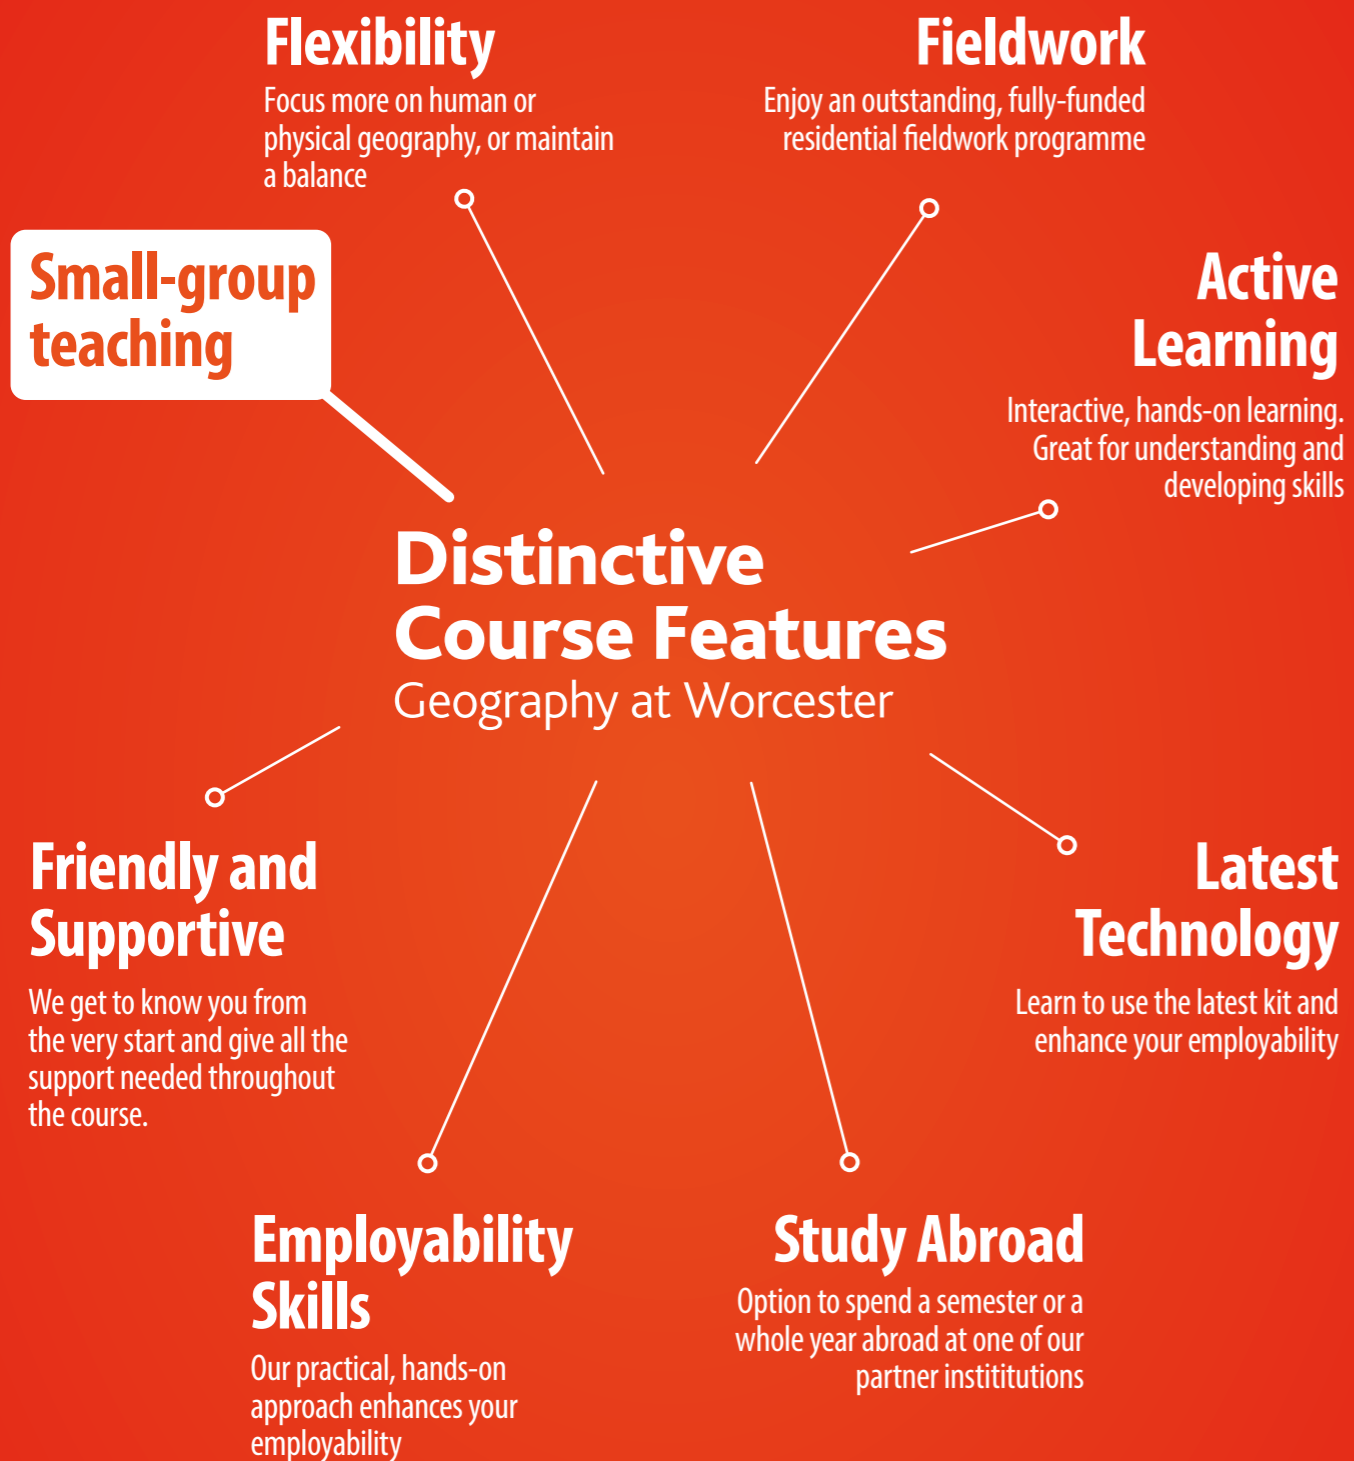 Flexibility
Focus more on human or
physical geography, or maintain
a balance
Fieldwork
Enjoy an outstanding, fully-funded
residential fieldwork programme
Small-group
teaching
Active
Learning
Interactive, hands-on learning.
Great for understanding and
developing skills
Distinctive
Course Features
Geography at Worcester
Friendly and
Supportive
We get to know you from
the very start and give all the
support needed throughout
the course.
Latest
Technology
Learn to use the latest kit and
enhance your employability
Employability
Skills
Our practical, hands-on
approach enhances your
employability
Study Abroad
Option to spend a semester or a
whole year abroad at one of our
partner instititutions